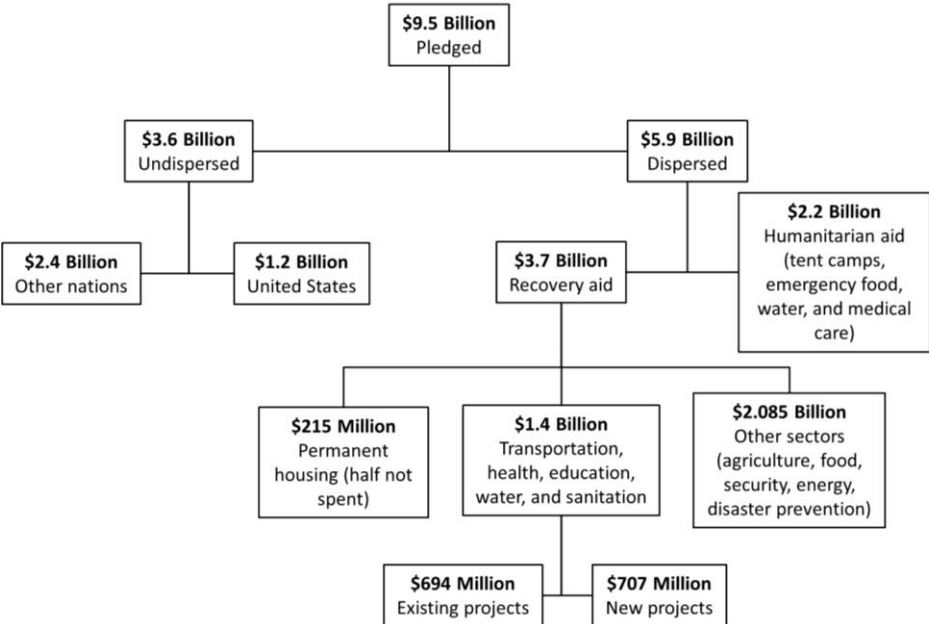 $9.5 Billion
Pledged
$3.6 Billion
Undispersed
$5.9 Billion
Dispersed
$2.4 Billion
Other nations
$1.2 Billion
United States
$3.7 Billion
Recovery aid
$2.2 Billion
Humanitarian aid
(tent camps,
emergency food,
water, and medical
care)
$215 Million
Permanent
housing (half not
spent)
$1.4 Billion
Transportation,
health, education,
water, and sanitation
$2.085 Billion
Other sectors
(agriculture, food,
security, energy,
disaster prevention)
$694 Million
Existing projects
$707 Million
New projects